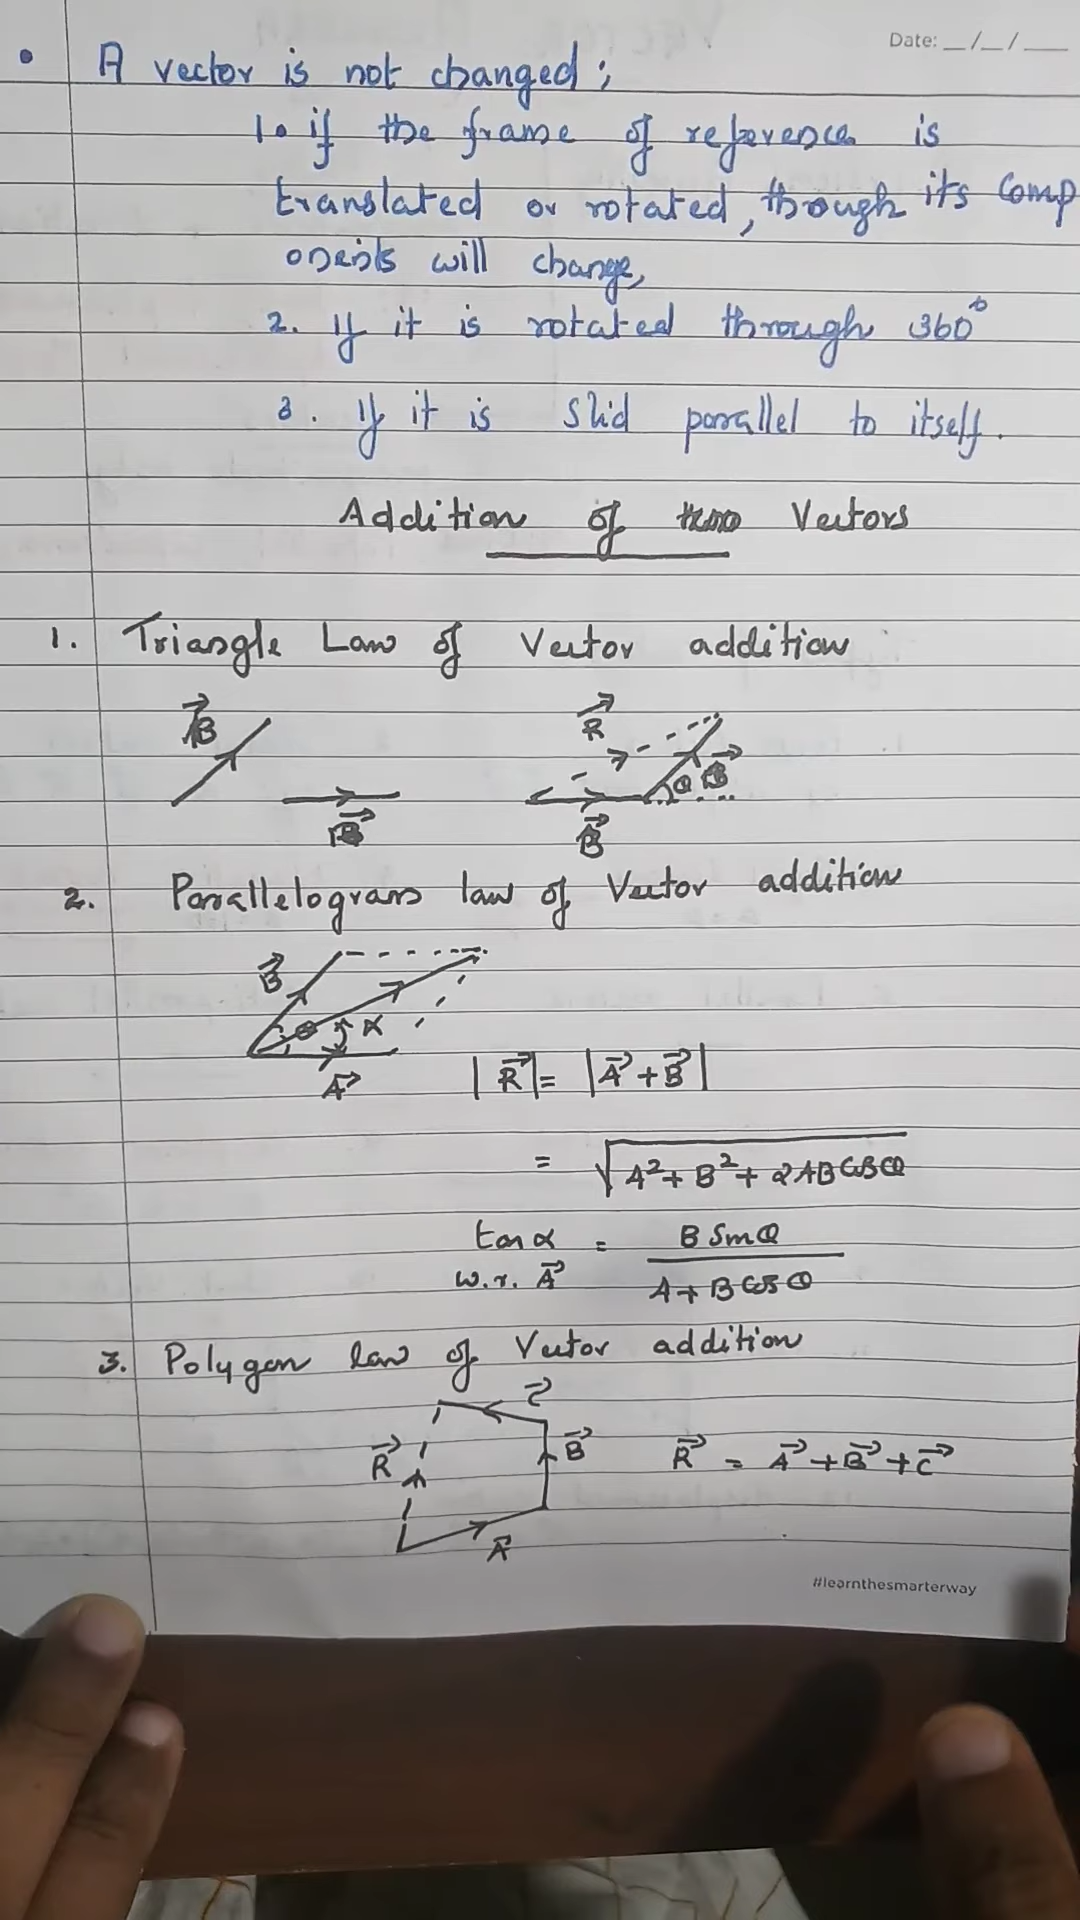 Date: __/__/___
• A vector is not changed ;
1. if the frame of reference is
translated or rotated, through its comp
onents will change,
2. If it is rotated through 360°
3. If it is slid parallel to itself.
Addition of Vectors
1. Triangle Law of Vector addition
B R
θ B
B B
2. Parallelogram law of Vector addition
B
θ α
A |R| = |A + B|
= √A² + B² + 2AB cos θ
tan α = B Sin θ
w.r. A A + B cos θ
3. Polygon law of Vector addition
C
R B R = A + B + C
A
#learnthesmarterway